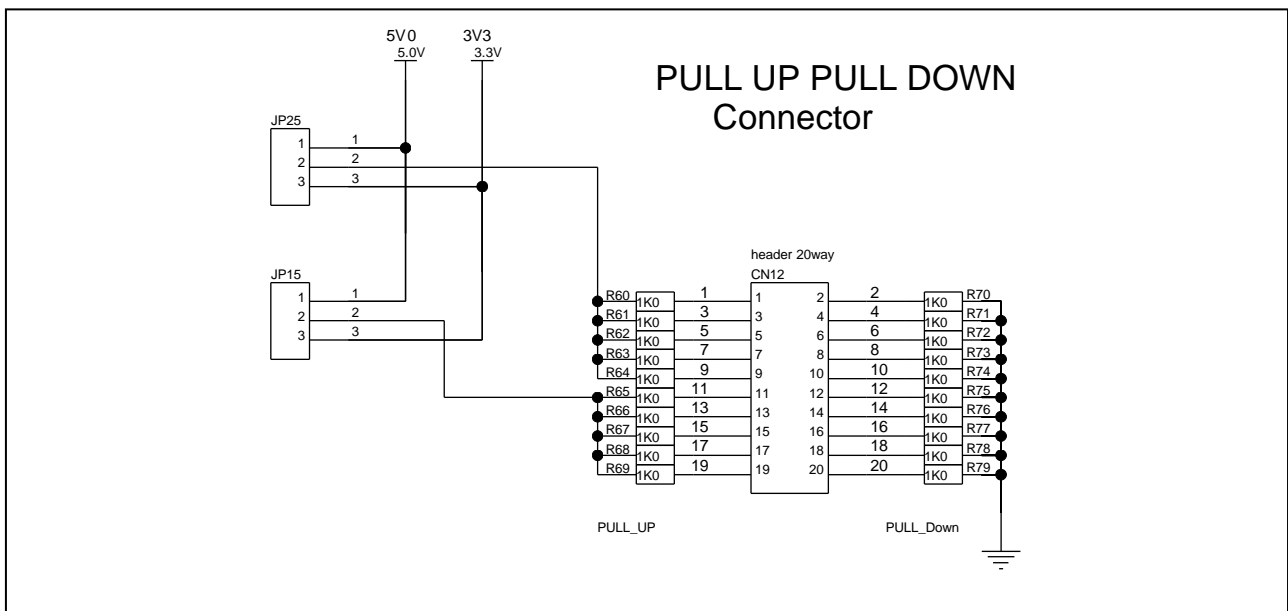 5V0 3V3
5.0V 3.3V
PULL UP PULL DOWN
Connector
JP25
1 1
2 2
3 3
JP15
1 1
2 2
3 3
header 20way
CN12
R60 1K0 1 1 2 2 1K0 R70
R61 1K0 3 3 4 4 1K0 R71
R62 1K0 5 5 6 6 1K0 R72
R63 1K0 7 7 8 8 1K0 R73
R64 1K0 9 9 10 10 1K0 R74
R65 1K0 11 11 12 12 1K0 R75
R66 1K0 13 13 14 14 1K0 R76
R67 1K0 15 15 16 16 1K0 R77
R68 1K0 17 17 18 18 1K0 R78
R69 1K0 19 19 20 20 1K0 R79
PULL_UP PULL_Down